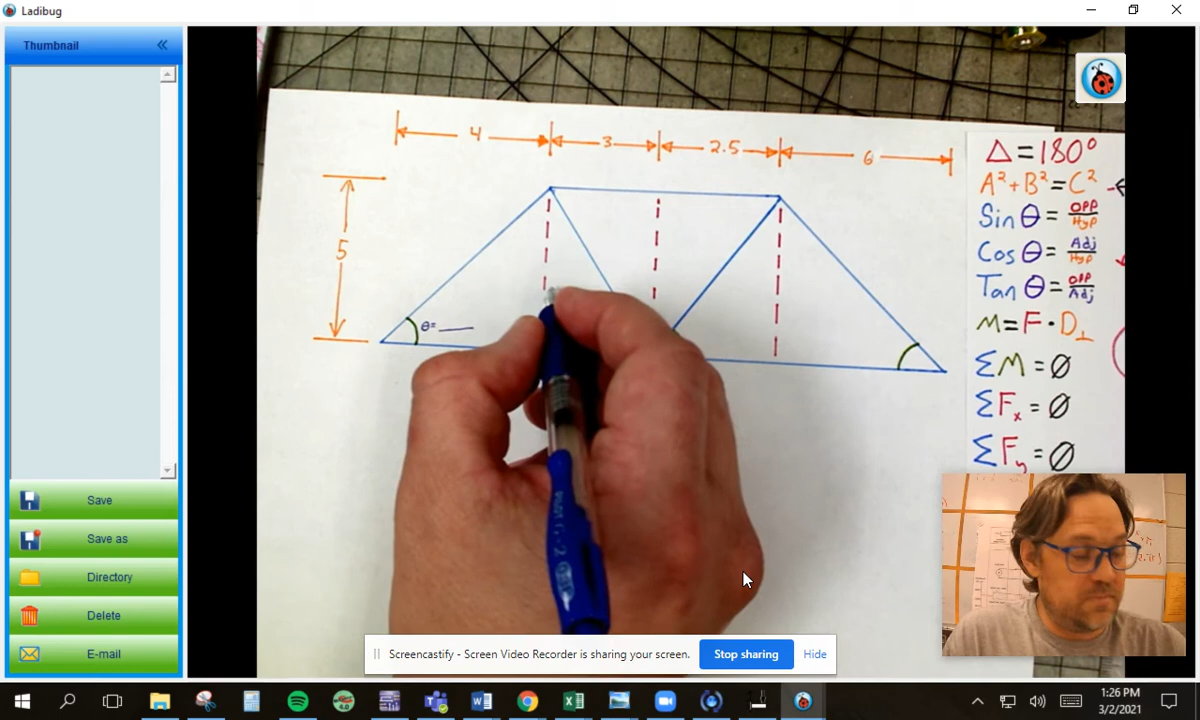 Ladibug
Thumbnail
«
4
3
2.5
6
5
θ=
Δ=180°
A²+B²=C²
Sin θ = OPP/Hyp
Cos θ = Adj/Hyp
Tan θ = OPP/Adj
M=F·D⊥
ΣM=∅
ΣFx=∅
ΣFy=∅
Save
Save as
Directory
Delete
E-mail
Screencastify - Screen Video Recorder is sharing your screen.
Stop sharing
Hide
1:26 PM
3/2/2021